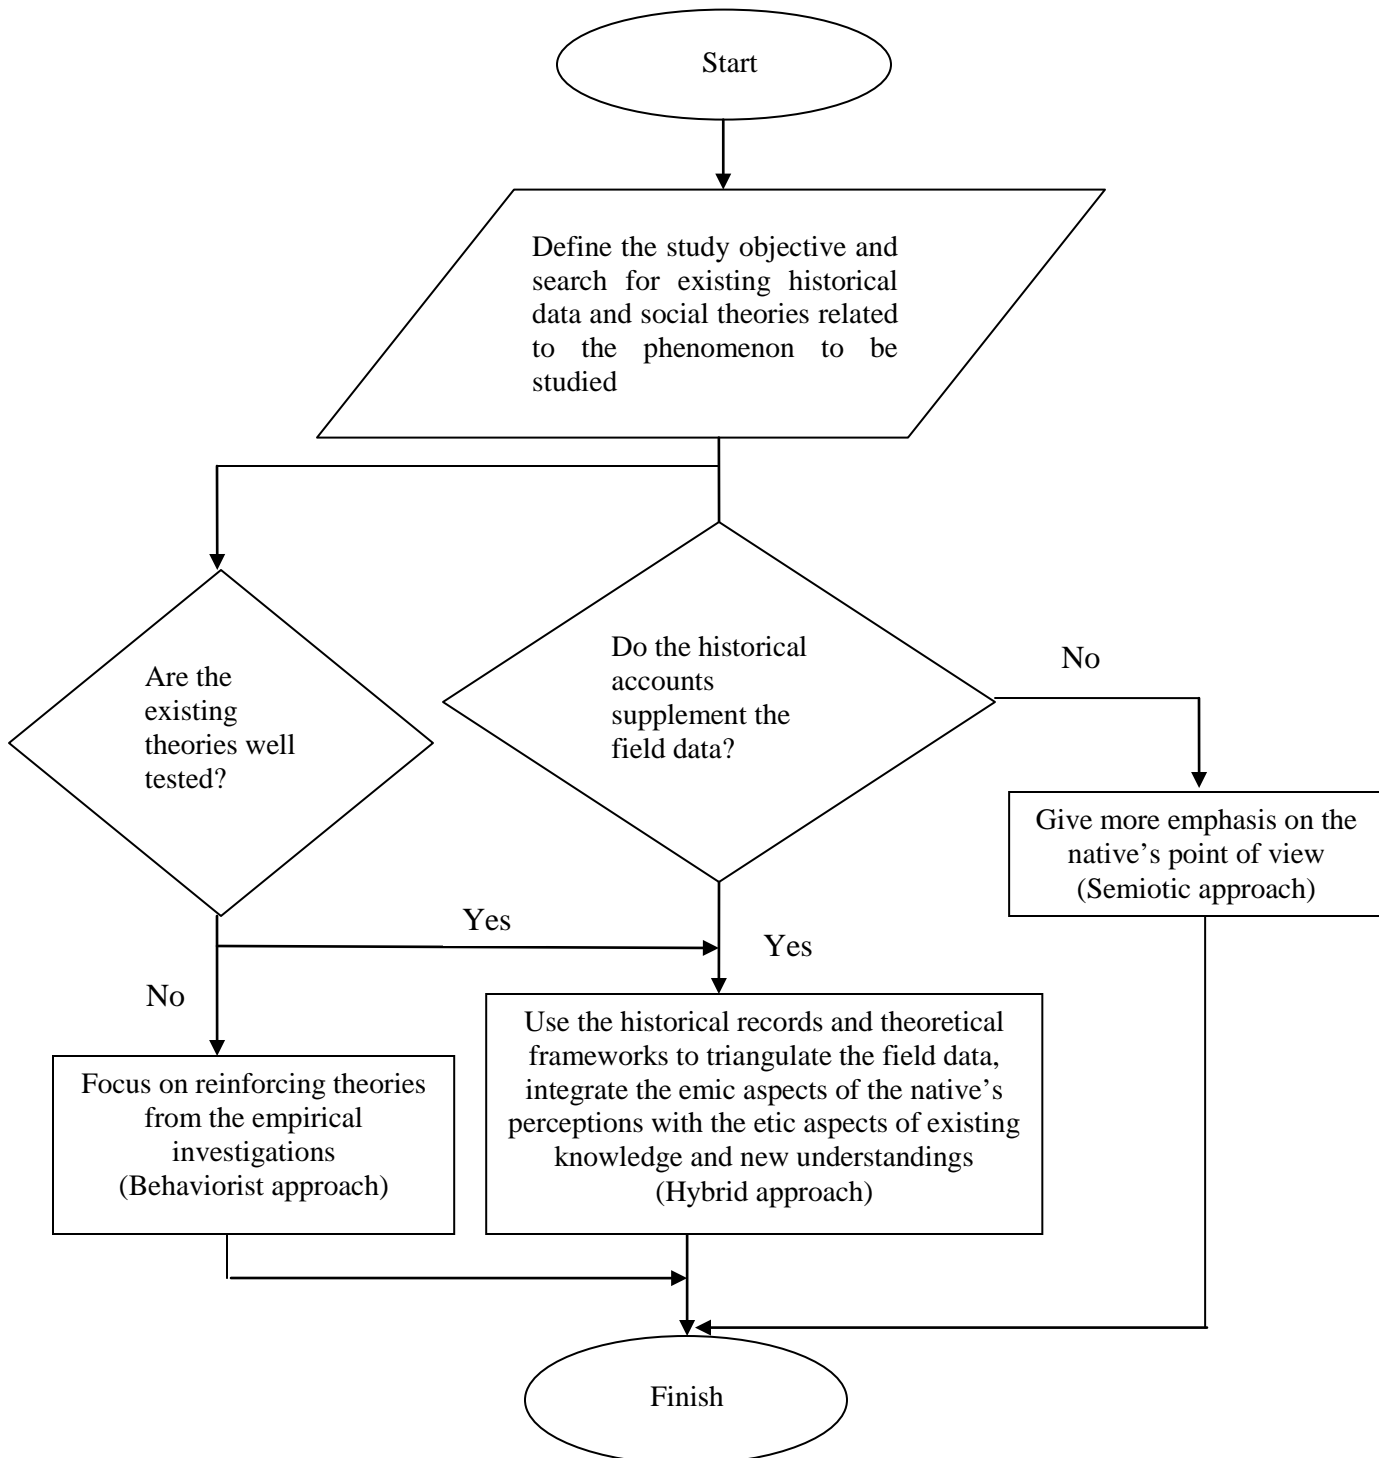 Start
Define the study objective and
search for existing historical
data and social theories related
to the phenomenon to be
studied
Are the
existing
theories well
tested?
Do the historical
accounts
supplement the
field data?
No
Give more emphasis on the
native’s point of view
(Semiotic approach)
Yes
Yes
No
Focus on reinforcing theories
from the empirical
investigations
(Behaviorist approach)
Use the historical records and theoretical
frameworks to triangulate the field data,
integrate the emic aspects of the native’s
perceptions with the etic aspects of existing
knowledge and new understandings
(Hybrid approach)
Finish